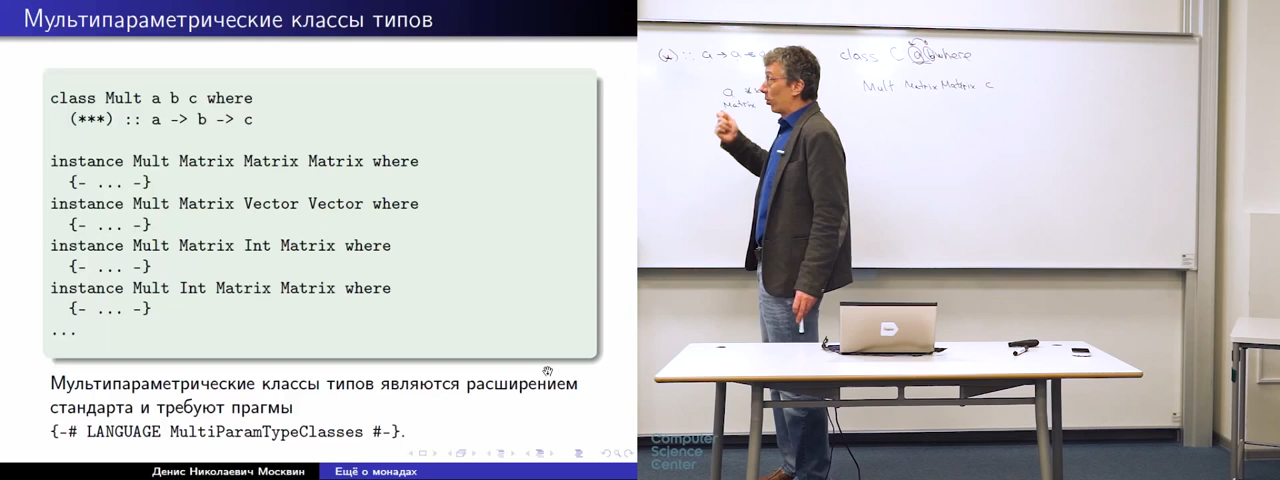 Мультипараметрические классы типов
class Mult a b c where
(***) :: a -> b -> c
instance Mult Matrix Matrix Matrix where
{- ... -}
instance Mult Matrix Vector Vector where
{- ... -}
instance Mult Matrix Int Matrix where
{- ... -}
instance Mult Int Matrix Matrix where
{- ... -}
...
Мультипараметрические классы типов являются расширением
стандарта и требуют прагмы
{-# LANGUAGE MultiParamTypeClasses #-}.
Денис Николаевич Москвин
Ещё о монадах
class C a b where
Mult Matrix Matrix c
a
Matrix
Computer
Science
Center